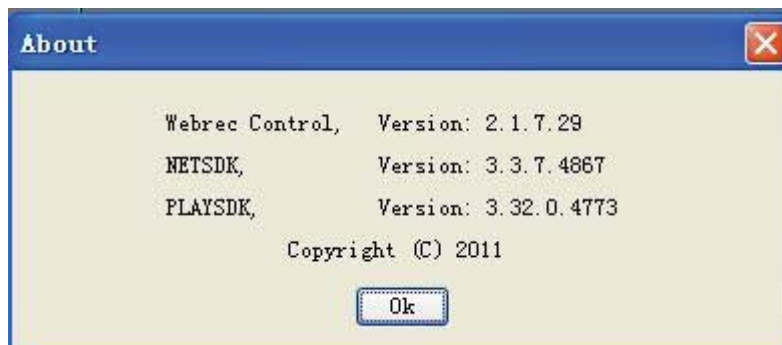 About
Webrec Control, Version: 2.1.7.29
NETSDK, Version: 3.3.7.4867
PLAYSDK, Version: 3.32.0.4773
Copyright (C) 2011
Ok